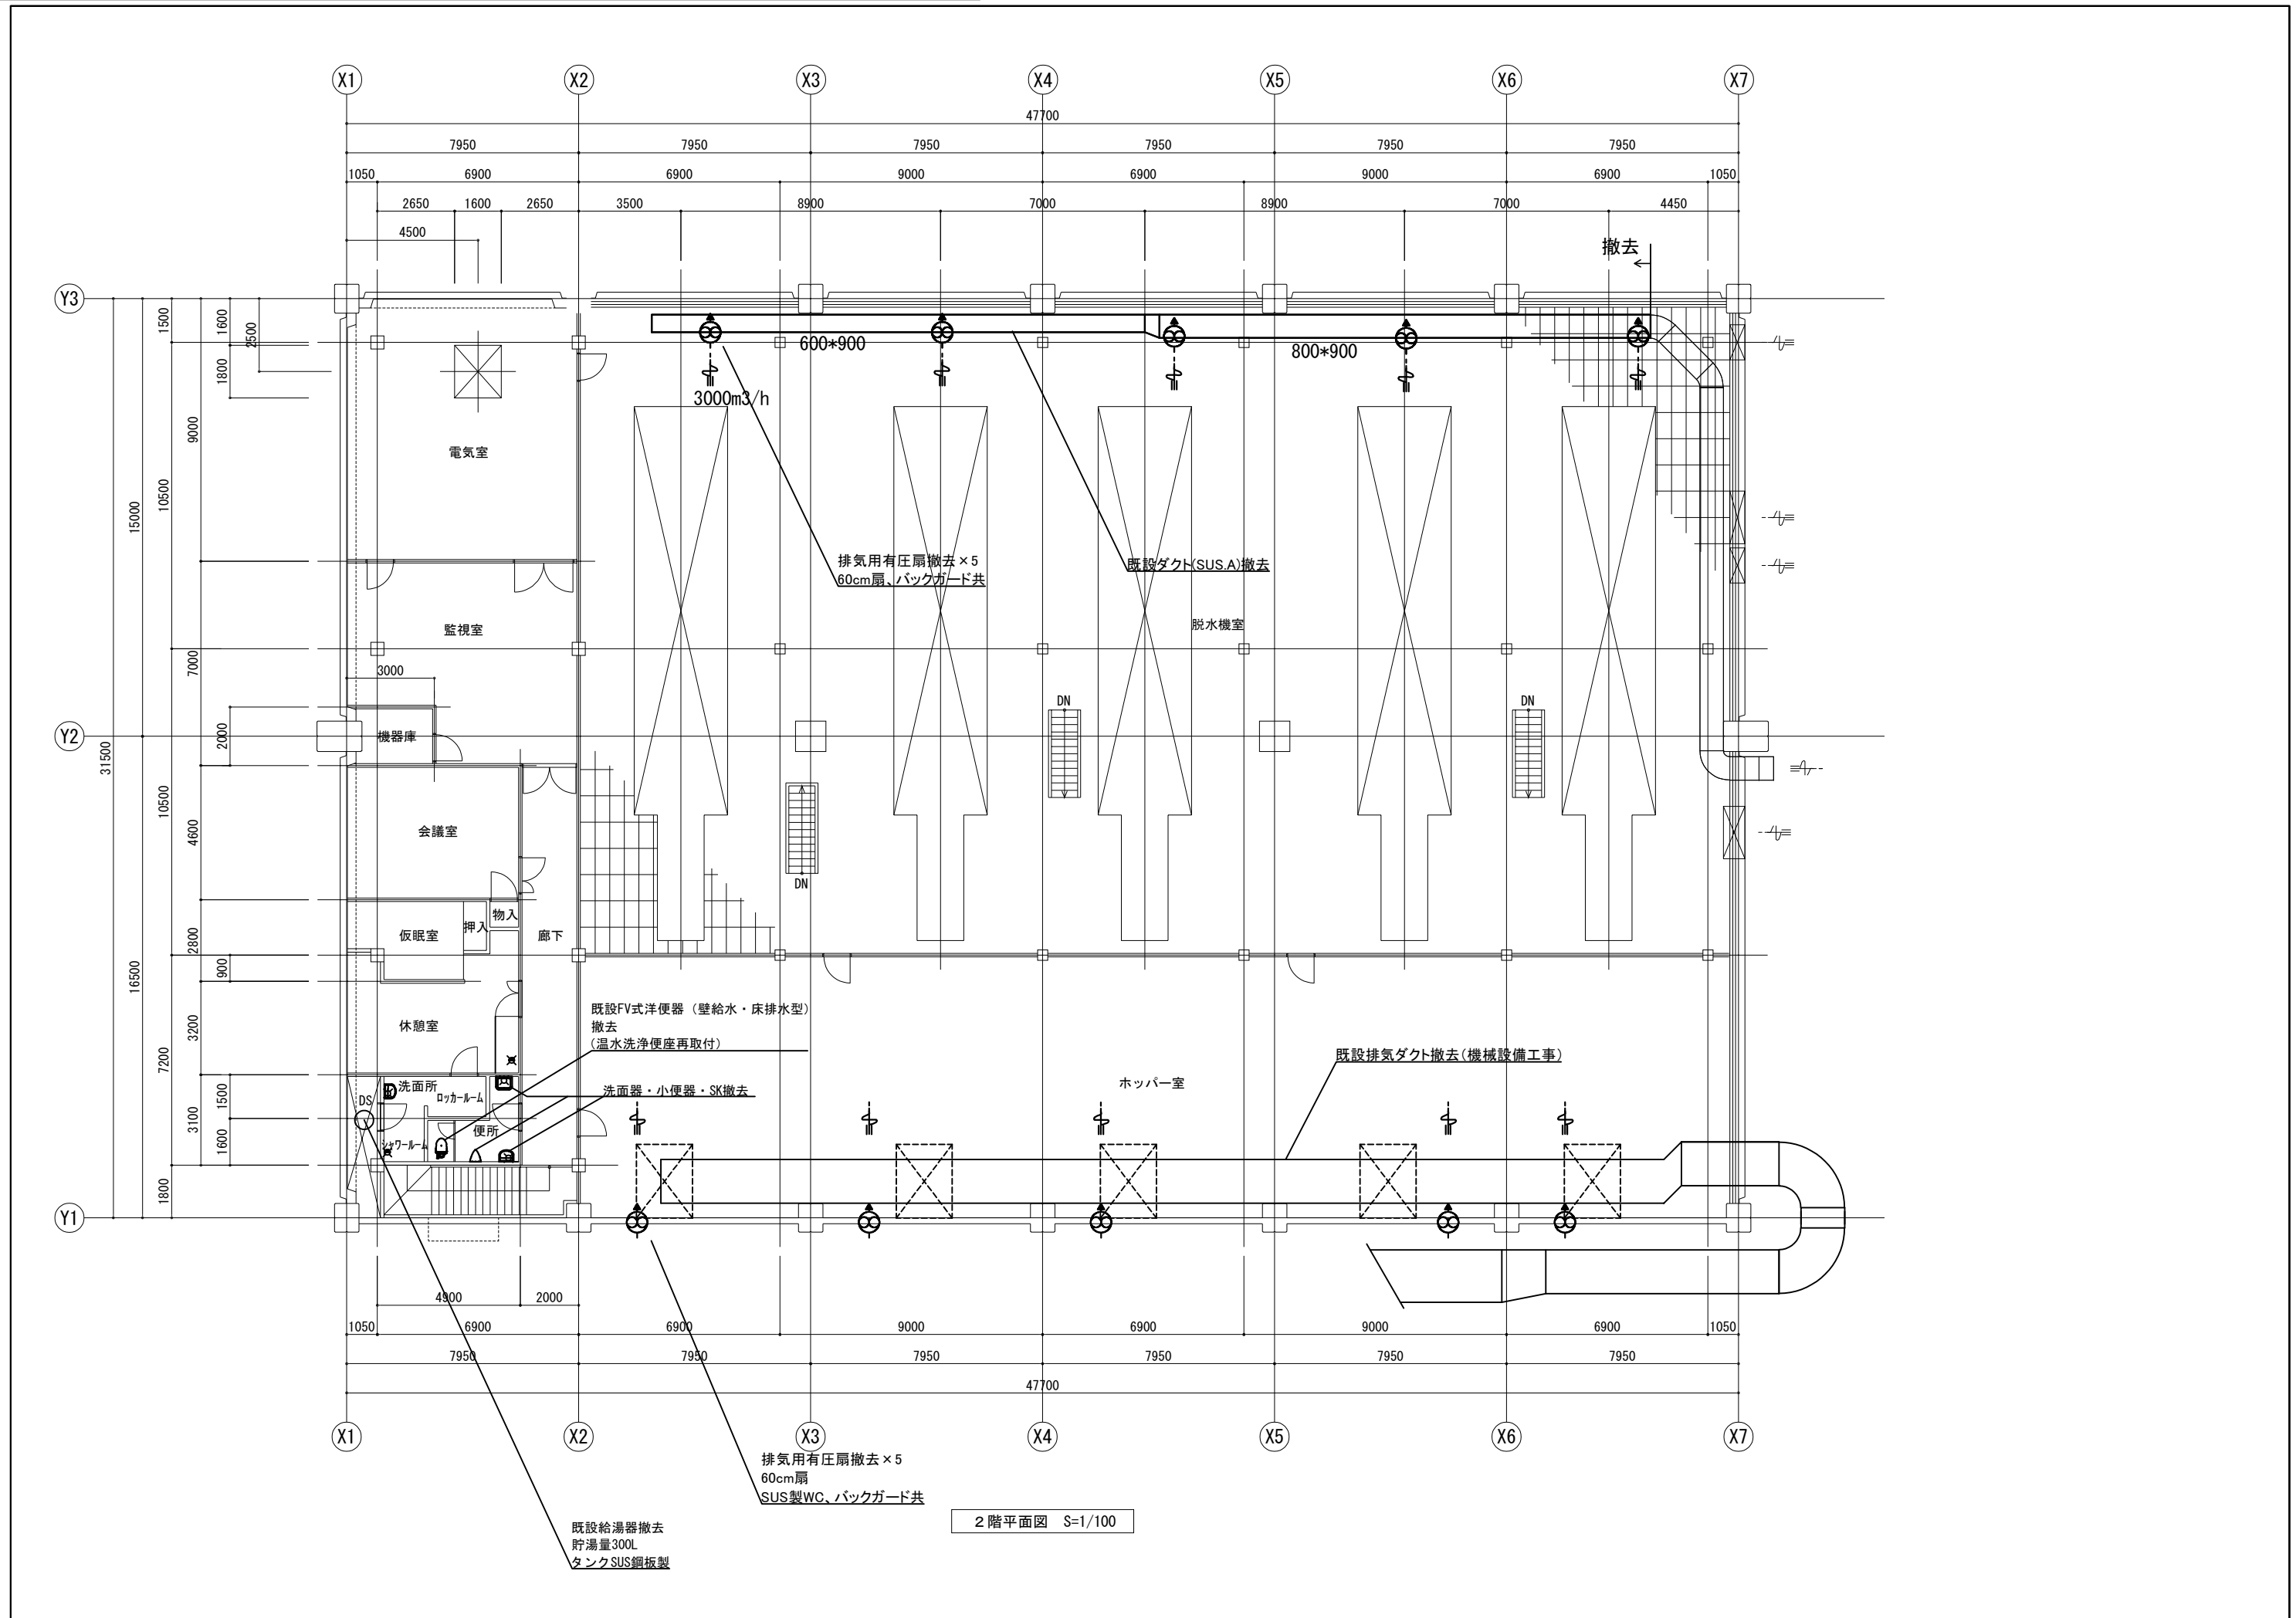 X1 X2 X3 X4 X5 X6 X7
47700
7950 7950 7950 7950 7950 7950
1050 6900 6900 9000 6900 9000 6900 1050
2650 1600 2650 3500 8900 7000 8900 7000 4450
4500
撤去
Y3
1500
1600
2500
1800
600*900
800*900
3000m3/h
9000
電気室
10500
15000
排気用有圧扇撤去×5
60cm扇、バックガード共
既設ダクト(SUS.A)撤去
監視室
脱水機室
7000
3000
DN
DN
2000
機器庫
Y2
31500
10500
4600
会議室
DN
物入
押入
仮眠室
廊下
2800
900
16500
既設FV式洋便器（壁給水・床排水型）
撤去
(温水洗浄便座再取付)
休憩室
3200
7200
既設排気ダクト撤去(機械設備工事)
洗面所
ロッカールーム
洗面器・小便器・SK撤去
ホッパー室
DS
1500
3100
便所
シャワールーム
1600
1800
Y1
4900 2000
1050 6900 6900 9000 6900 9000 6900 1050
7950 7950 7950 7950 7950 7950
47700
X1 X2 X3 X4 X5 X6 X7
排気用有圧扇撤去×5
60cm扇
SUS製WC、バックガード共
２階平面図　S=1/100
既設給湯器撤去
貯湯量300L
タンクSUS鋼板製